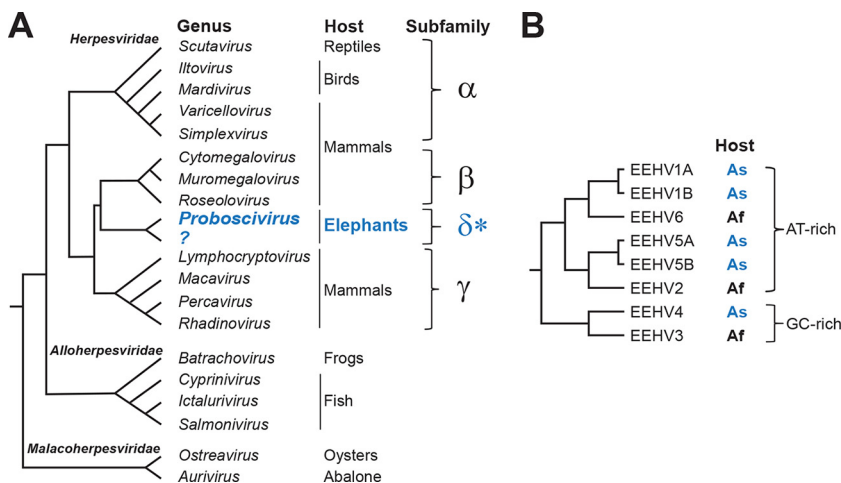 A
Genus Host Subfamily
Herpesviridae
Scutavirus Reptiles
Iltovirus
Birds
Mardivirus
α
Varicellovirus
Simplexvirus
Mammals
Cytomegalovirus
Muromegalovirus
β
Roseolovirus
Proboscivirus Elephants δ*
?
Lymphocryptovirus
Macavirus
Mammals γ
Percavirus
Rhadinovirus
Alloherpesviridae
Batrachovirus Frogs
Cyprinivirus
Ictalurivirus Fish
Salmonivirus
Malacoherpesviridae
Ostreavirus Oysters
Aurivirus Abalone
B
Host
EEHV1A As
EEHV1B As
EEHV6 Af
AT-rich
EEHV5A As
EEHV5B As
EEHV2 Af
EEHV4 As
GC-rich
EEHV3 Af